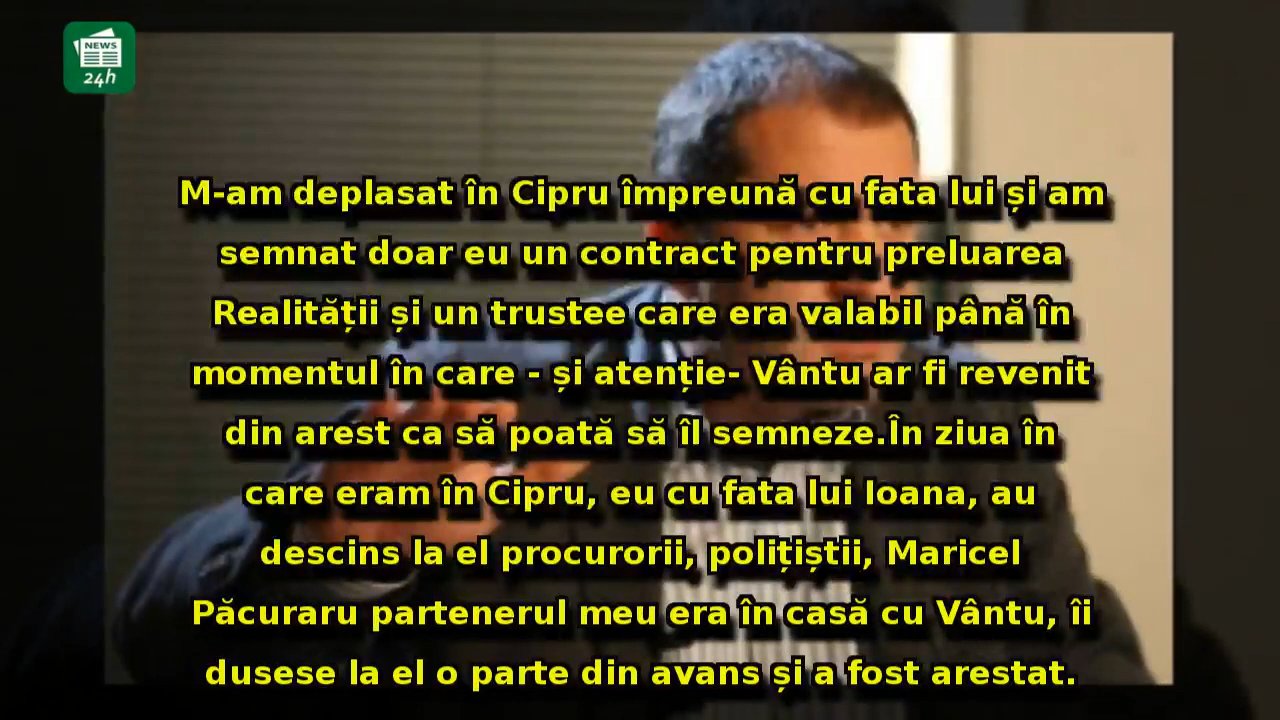 NEWS
24h
M-am deplasat în Cipru împreună cu fata lui și am
semnat doar eu un contract pentru preluarea
Realității și un trustee care era valabil până în
momentul în care - și atenție- Vântu ar fi revenit
din arest ca să poată să îl semneze.În ziua în
care eram în Cipru, eu cu fata lui Ioana, au
descins la el procurorii, polițiștii, Maricel
Păcuraru partenerul meu era în casă cu Vântu, îi
dusese la el o parte din avans și a fost arestat.